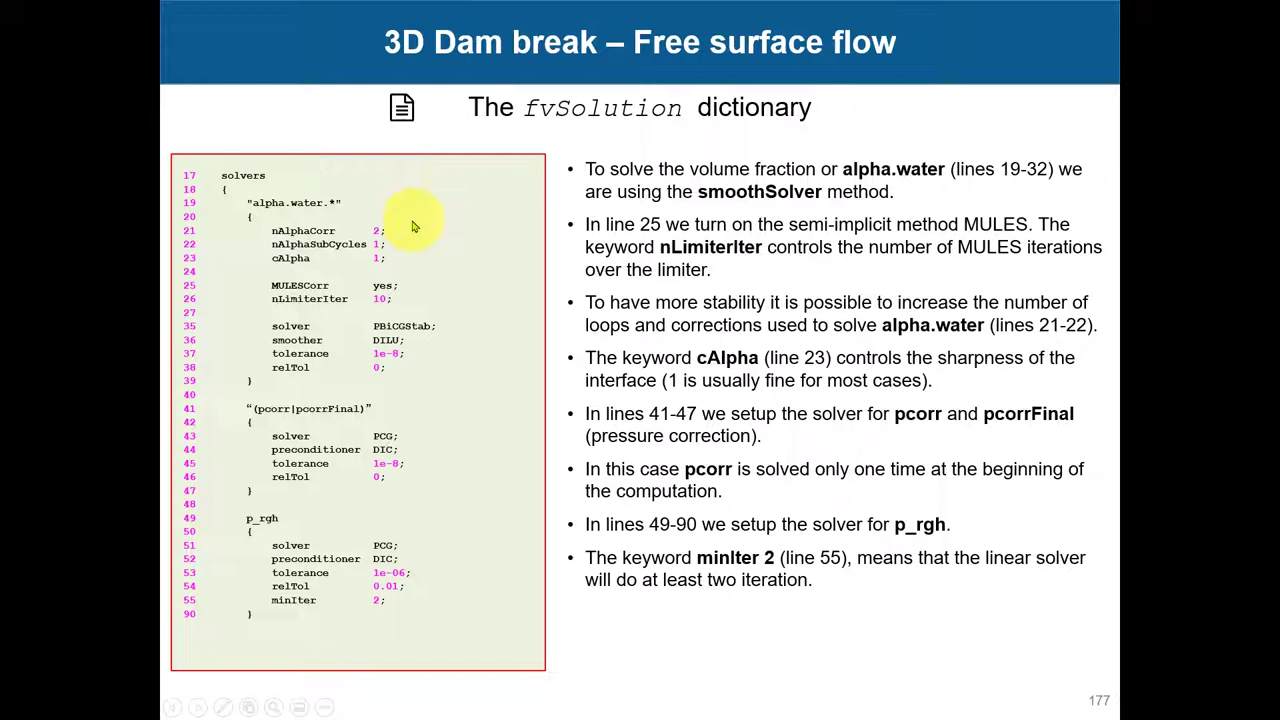 3D Dam break – Free surface flow
The fvSolution dictionary
17 solvers
18 {
19 "alpha.water.*"
20 {
21 nAlphaCorr 2;
22 nAlphaSubCycles 1;
23 cAlpha 1;
24
25 MULESCorr yes;
26 nLimiterIter 10;
27
35 solver PBiCGStab;
36 smoother DILU;
37 tolerance 1e-8;
38 relTol 0;
39 }
40
41 “(pcorr|pcorrFinal)”
42 {
43 solver PCG;
44 preconditioner DIC;
45 tolerance 1e-8;
46 relTol 0;
47 }
48
49 p_rgh
50 {
51 solver PCG;
52 preconditioner DIC;
53 tolerance 1e-06;
54 relTol 0.01;
55 minIter 2;
90 }
• To solve the volume fraction or alpha.water (lines 19-32) we
are using the smoothSolver method.
• In line 25 we turn on the semi-implicit method MULES. The
keyword nLimiterIter controls the number of MULES iterations
over the limiter.
• To have more stability it is possible to increase the number of
loops and corrections used to solve alpha.water (lines 21-22).
• The keyword cAlpha (line 23) controls the sharpness of the
interface (1 is usually fine for most cases).
• In lines 41-47 we setup the solver for pcorr and pcorrFinal
(pressure correction).
• In this case pcorr is solved only one time at the beginning of
the computation.
• In lines 49-90 we setup the solver for p_rgh.
• The keyword minIter 2 (line 55), means that the linear solver
will do at least two iteration.
177